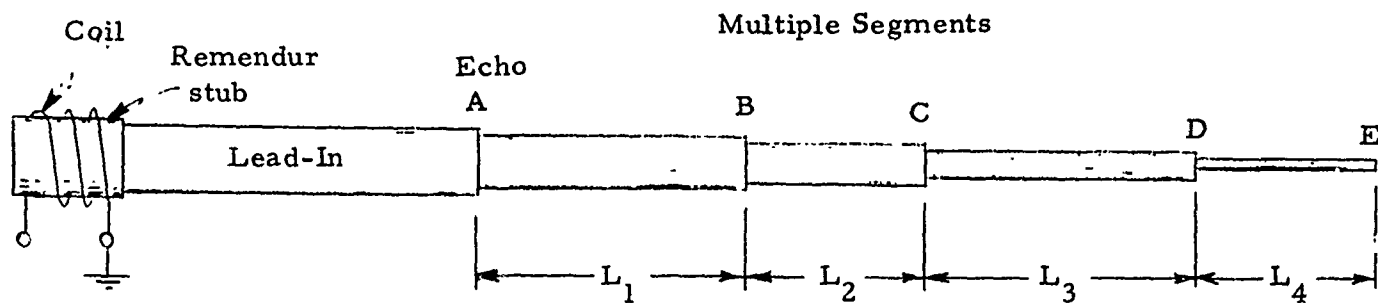 Multiple Segments
Coil
Remendur
stub
Echo
A
B
C
D
E
Lead-In
L1
L2
L3
L4